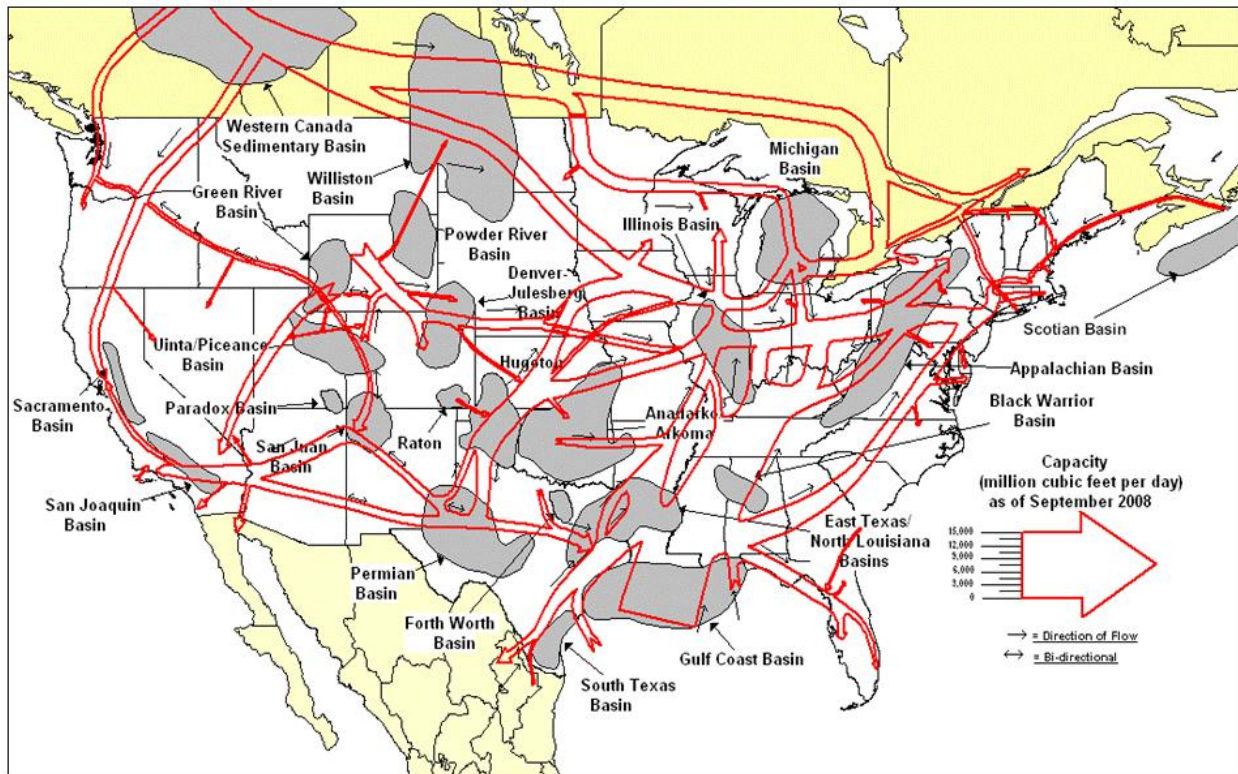 Western Canada
Sedimentary Basin
Williston
Basin
Green River
Basin
Michigan
Basin
Illinois Basin
Powder River
Basin
Denver-
Julesberg
Basin
Uinta/Piceance
Basin
Hugoton
Scotian Basin
Appalachian Basin
Sacramento
Basin
Paradox Basin
San Juan
Basin
Raton
Anadarko
Arkoma
Black Warrior
Basin
San Joaquin
Basin
Capacity
(million cubic feet per day)
as of September 2008
15,000
12,000
9,000
6,000
3,000
0
East Texas/
North Louisiana
Basins
Permian
Basin
Forth Worth
Basin
Gulf Coast Basin
South Texas
Basin
= Direction of Flow
= Bi-directional